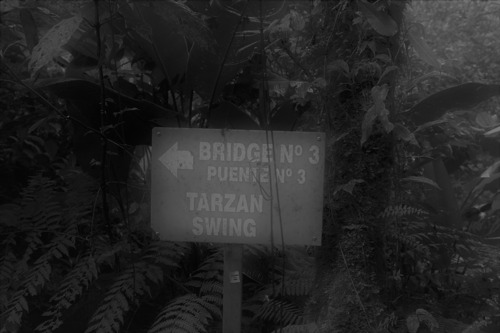 BRIDGE Nº 3
PUENTE Nº 3
TARZAN
SWING